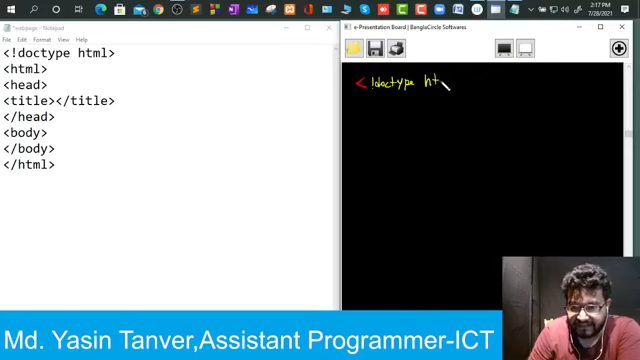 *webpage - Notepad
File Edit Format View Help
<!doctype html>
<html>
<head>
<title></title>
</head>
<body>
</body>
</html>
2:17 PM
7/28/2021
e-Presentation Board | BanglaCircle Softwares
< !doctype ht
Md. Yasin Tanver,Assistant Programmer-ICT